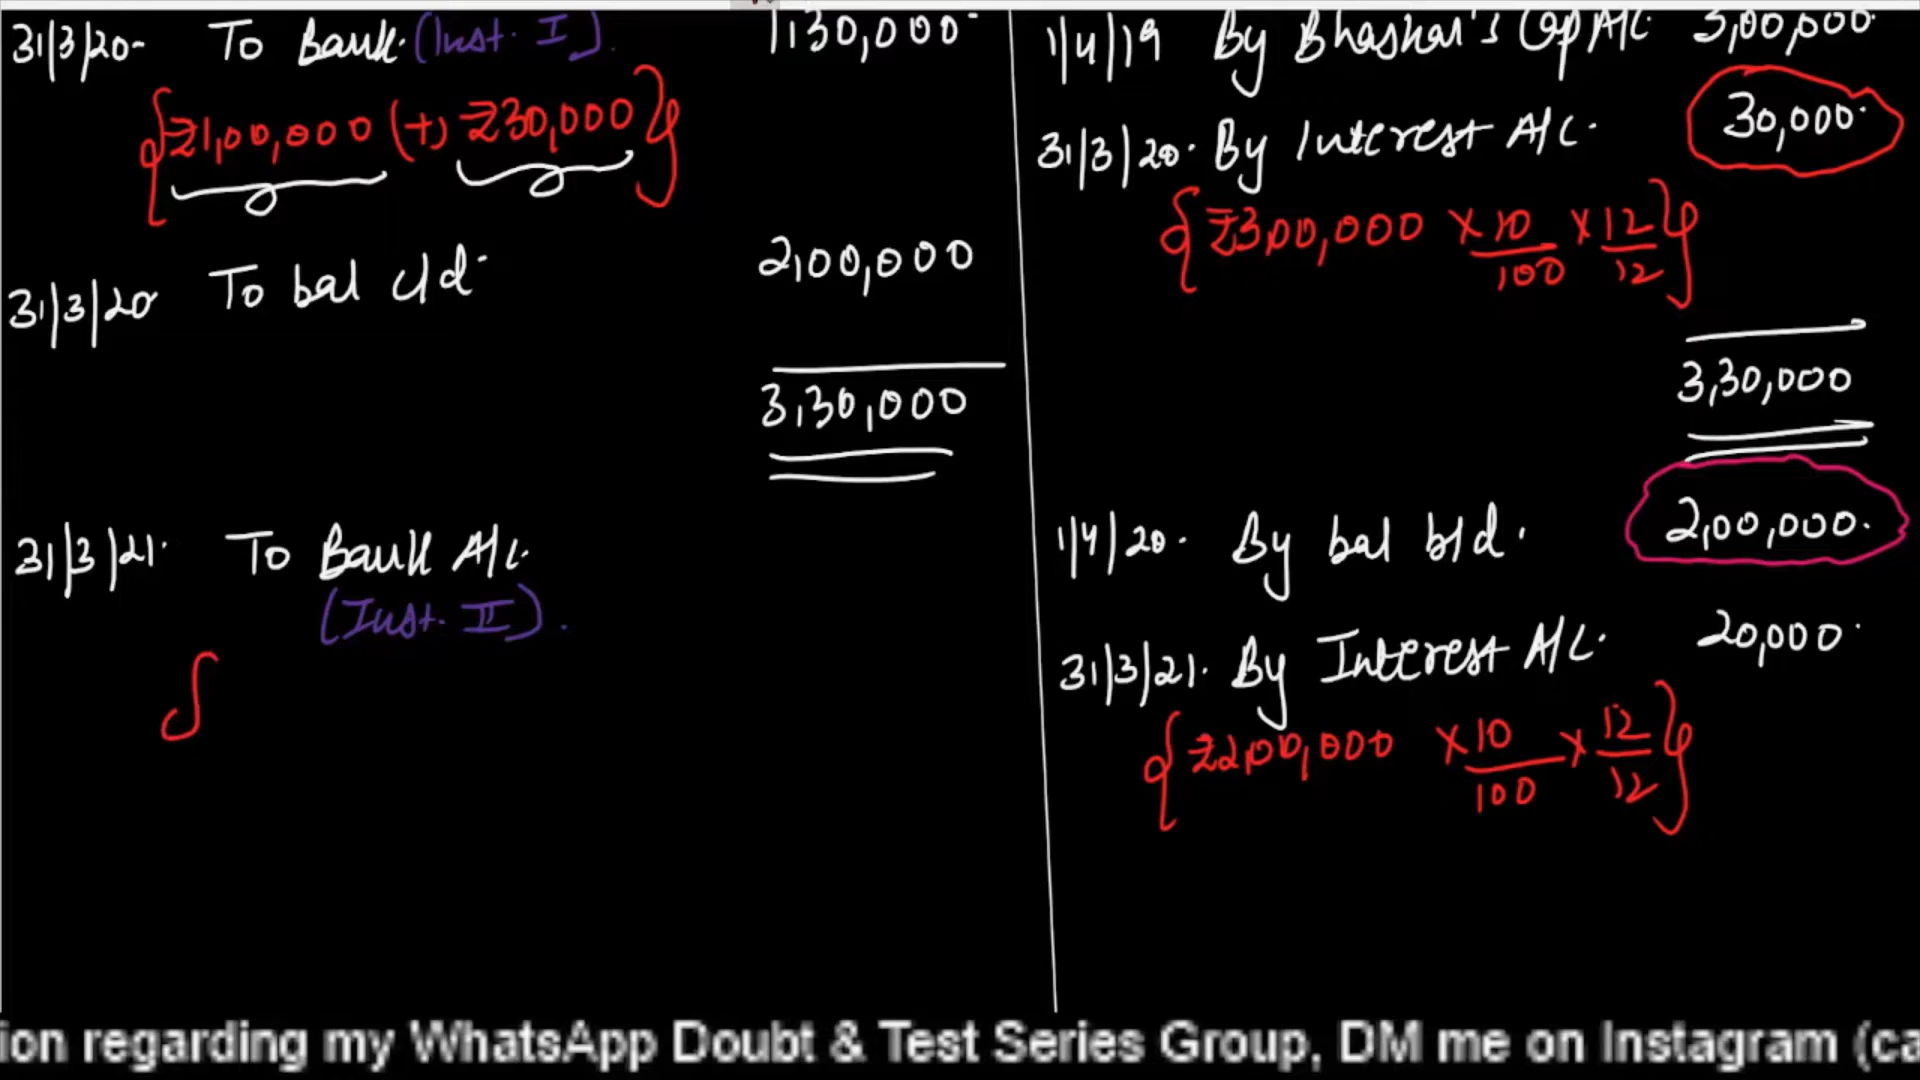 31/3/20 To Bank (Inst. I). 1,30,000
{₹1,00,000 (+) ₹30,000}
31/3/20 To bal c/d 2,00,000
3,30,000
31/3/21 To Bank A/c.
(Inst. II).
1/4/19 By Bhaskar's Cap A/c 3,00,000
31/3/20 By Interest A/c. 30,000
{₹3,00,000 × 10/100 × 12/12}
3,30,000
1/4/20 By bal b/d. 2,00,000
31/3/21. By Interest A/c. 20,000
{₹2,00,000 × 10/100 × 12/12}
ion regarding my WhatsApp Doubt & Test Series Group, DM me on Instagram (ca